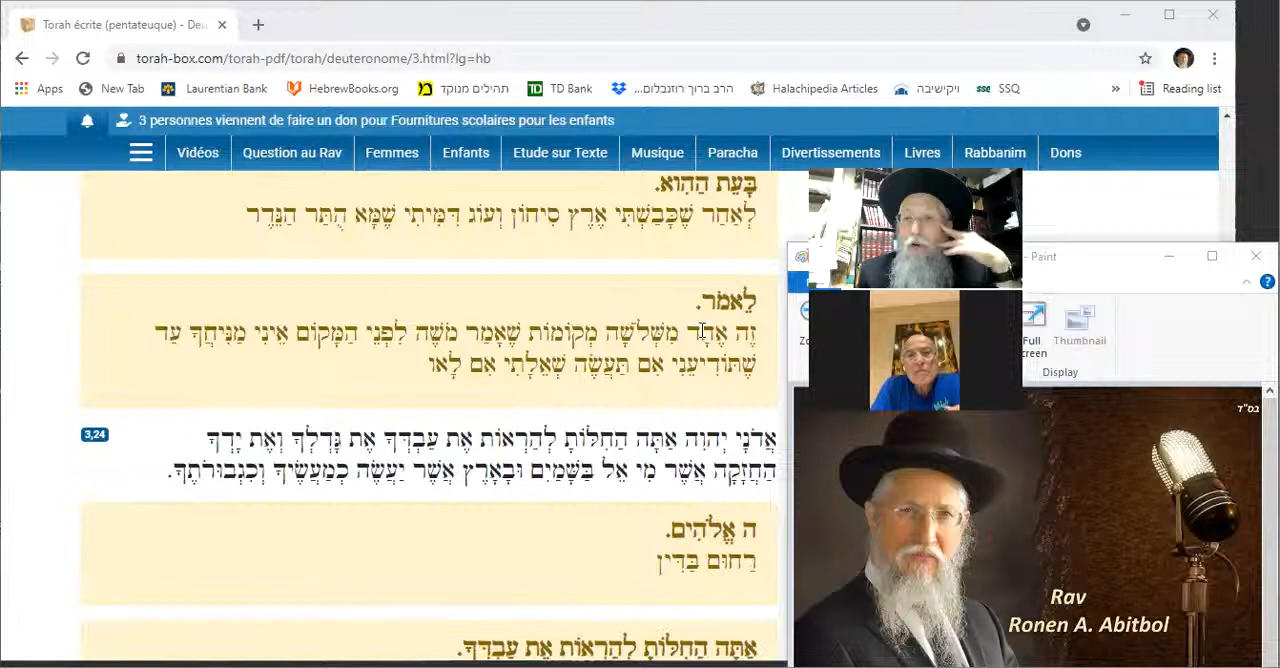 Torah écrite (pentateuque) - Deu
torah-box.com/torah-pdf/torah/deuteronome/3.html?lg=hb
Apps New Tab Laurentian Bank HebrewBooks.org תהילים מנוקד TD Bank הרב ברוך רוזנבלום... Halachipedia Articles ויקישיבה SSQ » Reading list
3 personnes viennent de faire un don pour Fournitures scolaires pour les enfants
Vidéos Question au Rav Femmes Enfants Etude sur Texte Musique Paracha Divertissements Livres Rabbanim Dons
בָּעֵת הַהִוא.
לְאַחַר שֶׁכָּבַשְׁתִּי אֶרֶץ סִיחוֹן וְעוֹג דִּמִּיתִי שֶׁמָּא הֻתַּר הַנֶּדֶר
לֵאמֹר.
זֶה אֶחָד מִשְּׁלֹשָׁה מְקוֹמוֹת שֶׁאָמַר מֹשֶׁה לִפְנֵי הַמָּקוֹם אֵינִי מַנִּיחֲךָ עַד
שֶׁתּוֹדִיעֵנִי אִם תַּעֲשֶׂה שְׁאֵלָתִי אִם לָאו
3,24
אֲדֹנָי יְהוִה אַתָּה הַחִלּוֹתָ לְהַרְאוֹת אֶת עַבְדְּךָ אֶת גָּדְלְךָ וְאֶת יָדְךָ
הַחֲזָקָה אֲשֶׁר מִי אֵל בַּשָּׁמַיִם וּבָאָרֶץ אֲשֶׁר יַעֲשֶׂה כְמַעֲשֶׂיךָ וְכִגְבוּרֹתֶךָ.
ה אֱלֹהִים.
רַחוּם בַּדִּין
אַתָּה הַחִלּוֹתָ לְהַרְאוֹת אֶת עַבְדְּךָ.
- Paint
Full Thumbnail
screen
Display
בס"ד
Rav
Ronen A. Abitbol